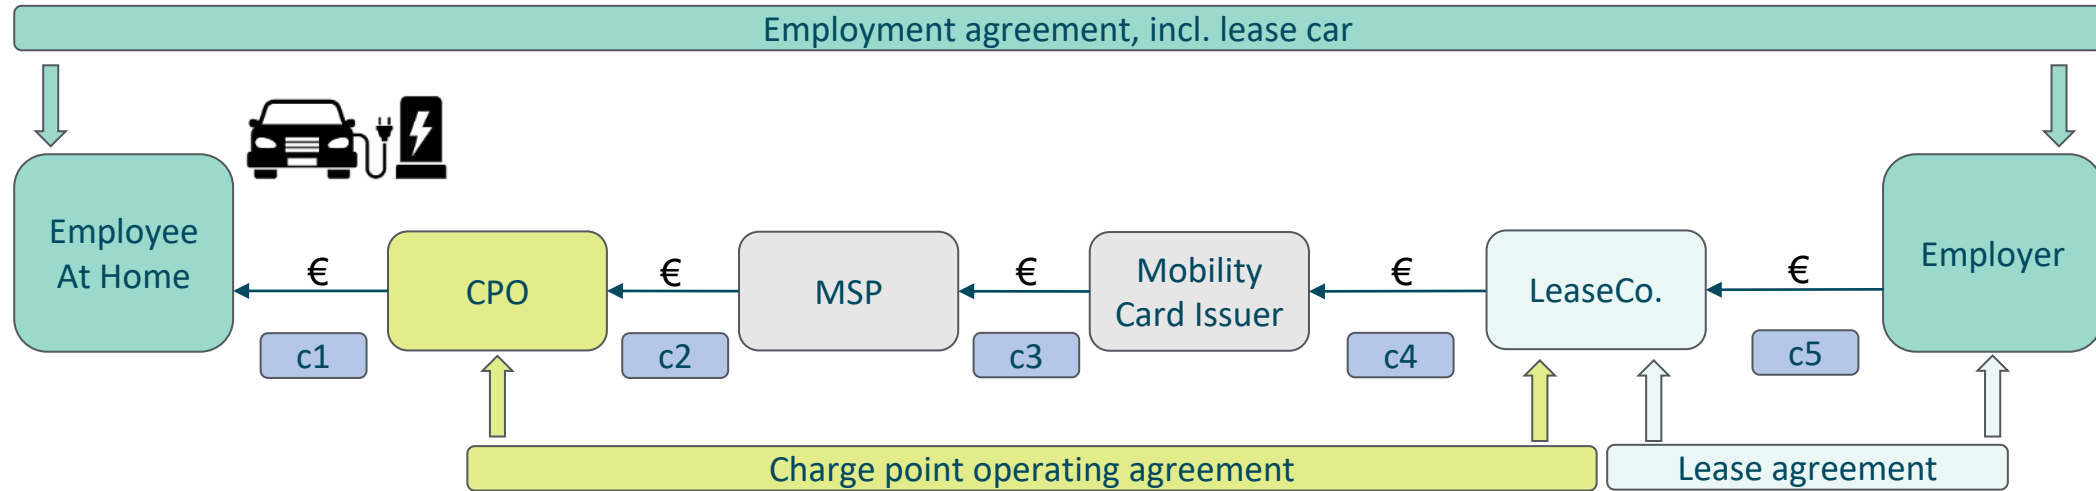 Employment agreement, incl. lease car
Employee
At Home
€
c1
CPO
€
c2
MSP
€
c3
Mobility
Card Issuer
€
c4
LeaseCo.
€
c5
Employer
Charge point operating agreement
Lease agreement